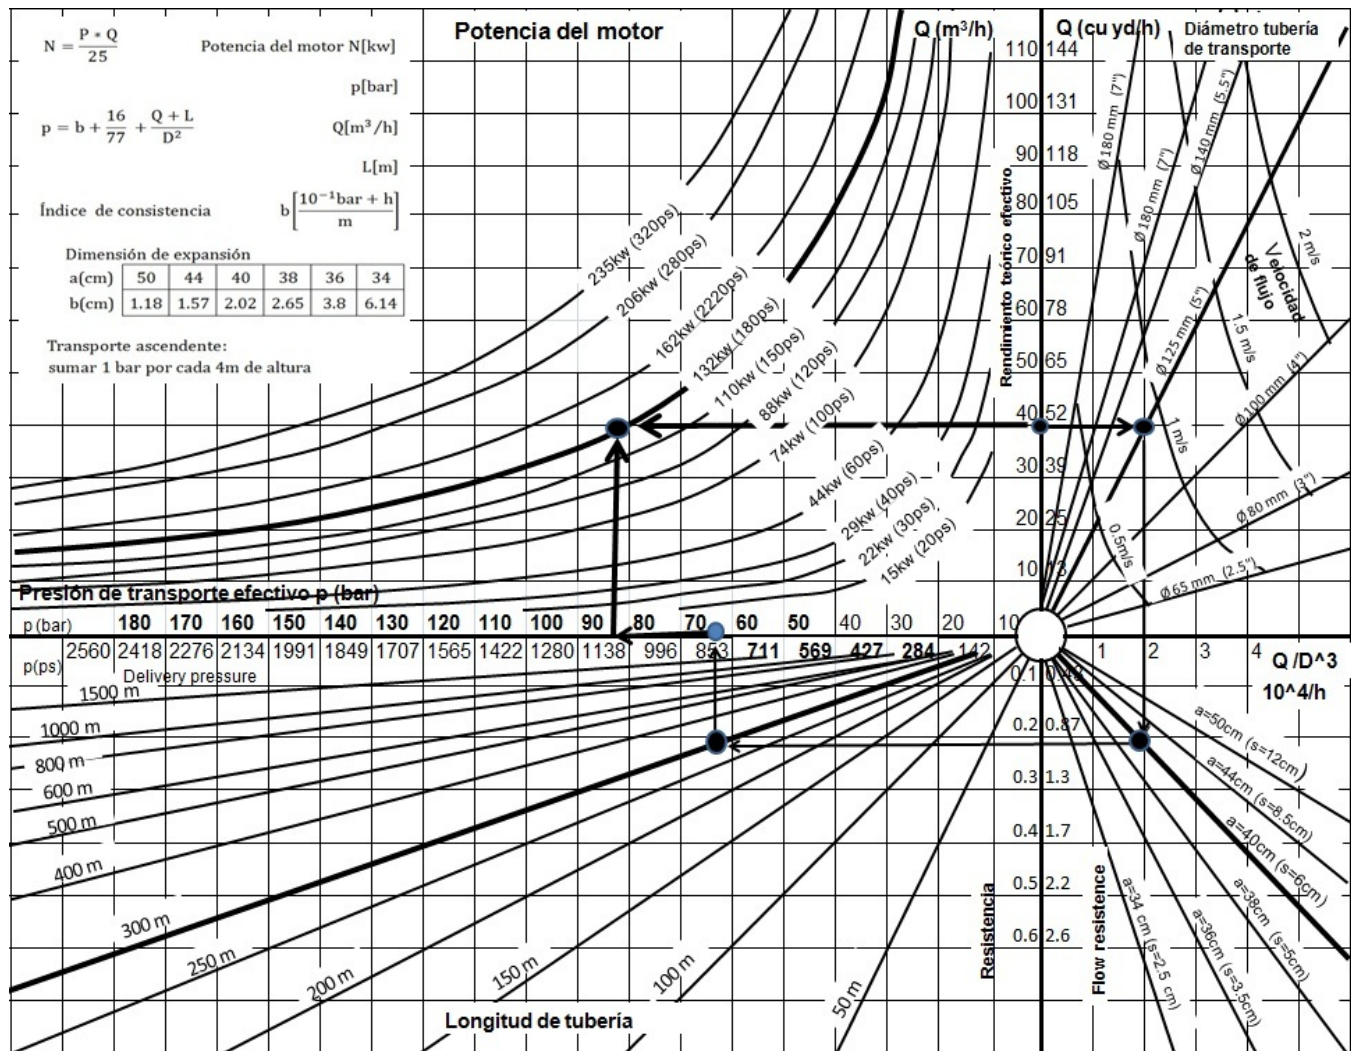 Potencia del motor
Q (m³/h)
Q (cu yd/h)
Diámetro tubería
de transporte
N = P * Q / 25
Potencia del motor N[kw]
p[bar]
p = b + 16/77 + Q + L / D²
Q[m³/h]
L[m]
Índice de consistencia b[10⁻¹bar + h / m]
Dimensión de expansión
a(cm) 50 44 40 38 36 34
b(cm) 1.18 1.57 2.02 2.65 3.8 6.14
Transporte ascendente:
sumar 1 bar por cada 4m de altura
235kw (320ps)
206kw (280ps)
162kw (2220ps)
132kw (180ps)
110kw (150ps)
88kw (120ps)
74kw (100ps)
44kw (60ps)
29kw (40ps)
22kw (30ps)
15kw (20ps)
Rendimiento teórico efectivo
110 144
100 131
90 118
80 105
70 91
60 78
50 65
40 52
30 39
20 25
10 13
Ø 180 mm (7")
Ø 180 mm (7")
Ø 140 mm (5.5")
Ø 125 mm (5")
Ø 100 mm (4")
Ø 80 mm (3")
Ø 65 mm (2.5")
Velocidad
de flujo
2 m/s
1.5 m/s
1 m/s
0.5m/s
Presión de transporte efectivo p (bar)
p (bar) 180 170 160 150 140 130 120 110 100 90 80 70 60 50 40 30 20 10
p(ps) 2560 2418 2276 2134 1991 1849 1707 1565 1422 1280 1138 996 853 711 569 427 284 142
Delivery pressure
1 2 3 4
Q /D^3
10^4/h
0.1 0.43
0.2 0.87
0.3 1.3
0.4 1.7
0.5 2.2
0.6 2.6
Resistencia
Flow resistence
1500 m
1000 m
800 m
600 m
500 m
400 m
300 m
250 m
200 m
150 m
100 m
50 m
Longitud de tubería
a=50cm (s=12cm)
a=44cm (s=8.5cm)
a=40cm (s=6cm)
a=38cm (s=5cm)
a=36cm (s=3.5cm)
a=34 cm (s=2.5 cm)